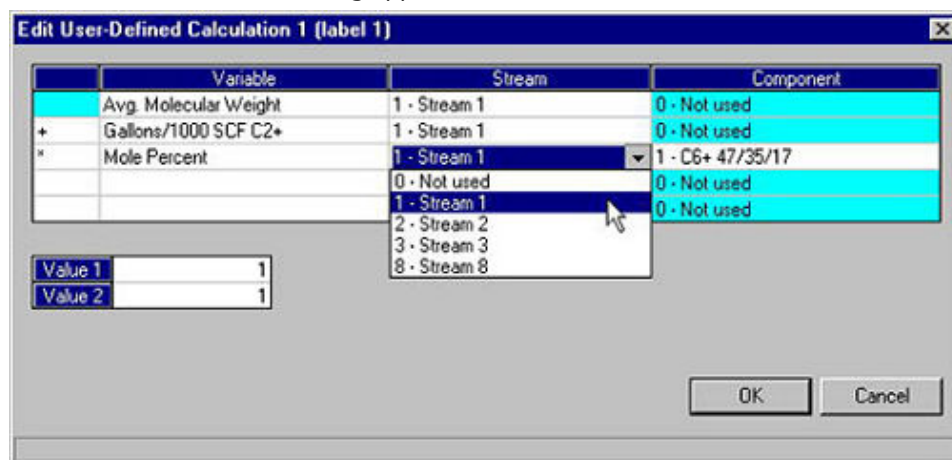 Edit User-Defined Calculation 1 (label 1)
Variable Stream Component
Avg. Molecular Weight 1 - Stream 1 0 - Not used
+ Gallons/1000 SCF C2+ 1 - Stream 1 0 - Not used
* Mole Percent 1 - Stream 1 1 - C6+ 47/35/17
0 - Not used 0 - Not used
1 - Stream 1 0 - Not used
2 - Stream 2
3 - Stream 3
8 - Stream 8
Value 1 1
Value 2 1
OK Cancel